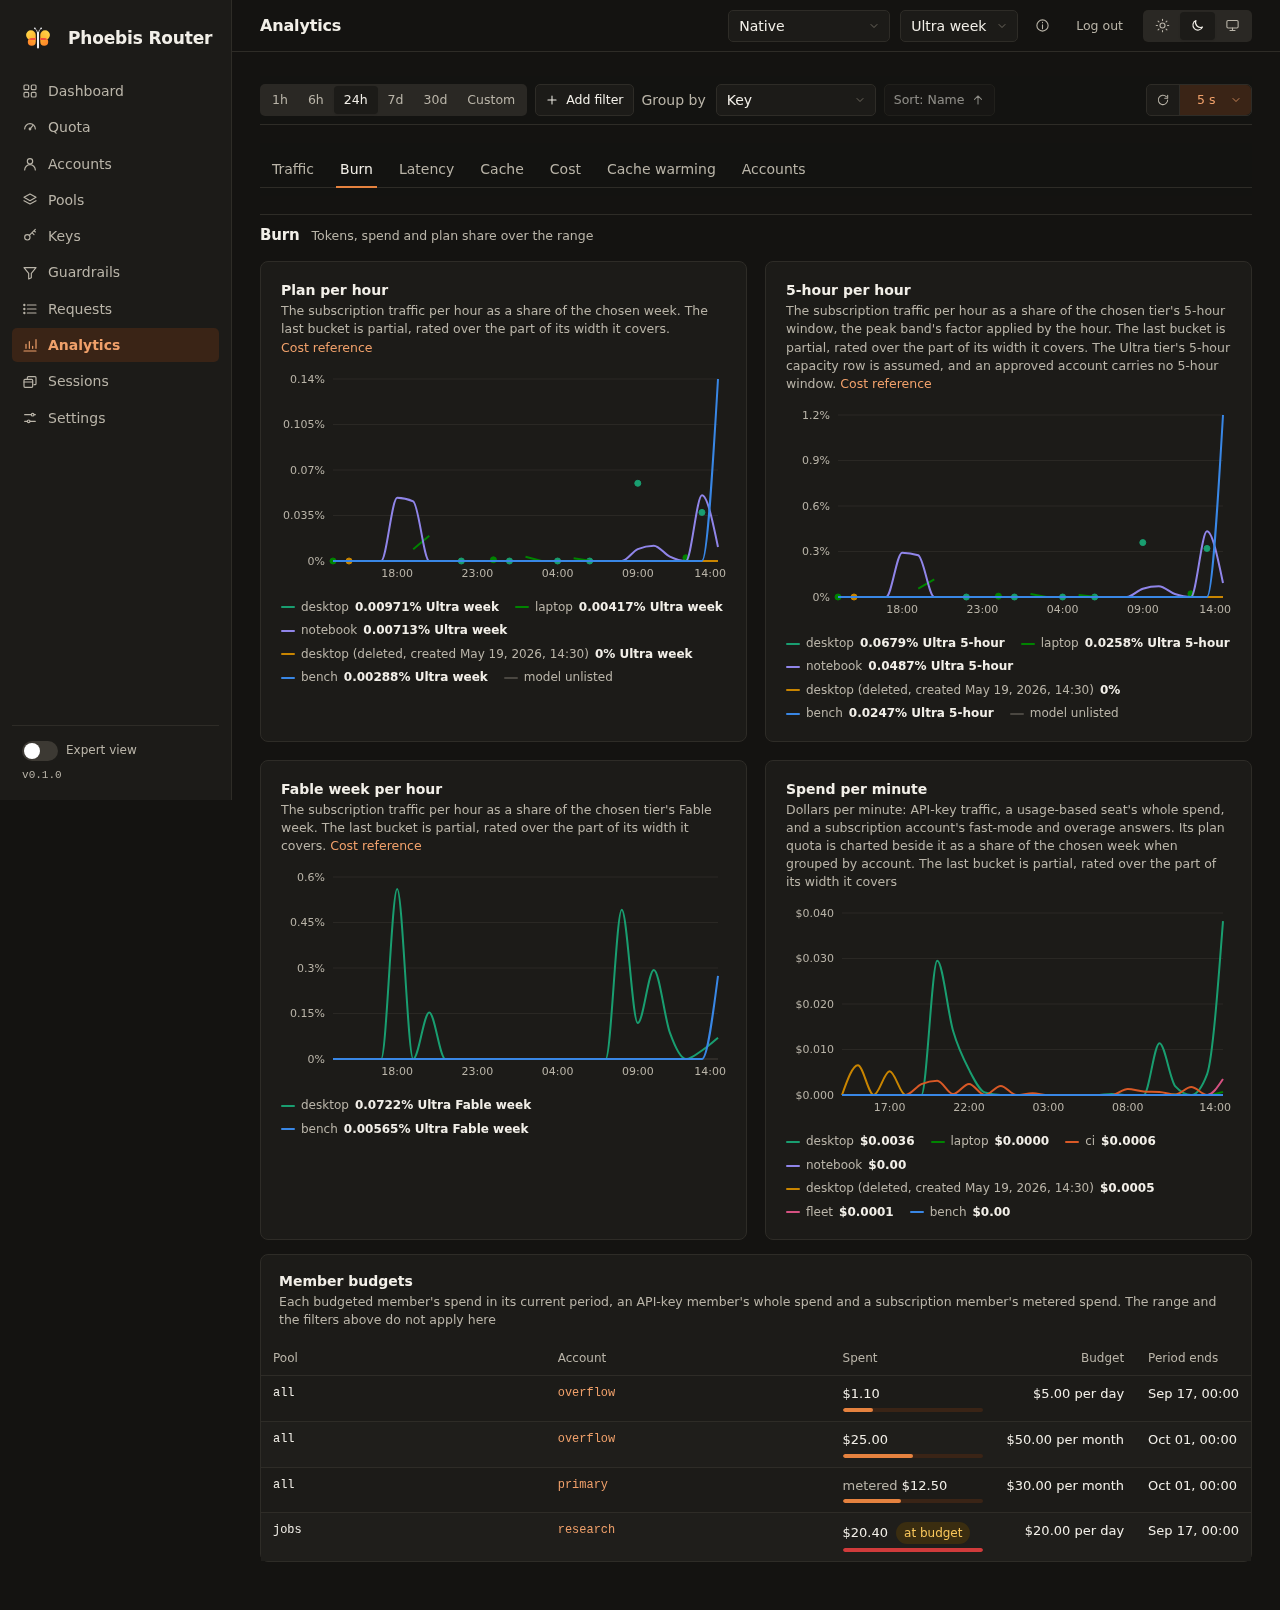 Phoebis Router
Dashboard
Quota
Accounts
Pools
Keys
Guardrails
Requests
Analytics
Sessions
Settings
Expert view
v0.1.0
Analytics
Native
Ultra week
Log out
1h 6h 24h 7d 30d Custom
Add filter
Group by
Key
Sort: Name
5 s
Traffic Burn Latency Cache Cost Cache warming Accounts
Burn Tokens, spend and plan share over the range
Plan per hour
The subscription traffic per hour as a share of the chosen week. The
last bucket is partial, rated over the part of its width it covers.
Cost reference
0.14%
0.105%
0.07%
0.035%
0%
18:00 23:00 04:00 09:00 14:00
desktop 0.00971% Ultra week laptop 0.00417% Ultra week
notebook 0.00713% Ultra week
desktop (deleted, created May 19, 2026, 14:30) 0% Ultra week
bench 0.00288% Ultra week model unlisted
5-hour per hour
The subscription traffic per hour as a share of the chosen tier's 5-hour
window, the peak band's factor applied by the hour. The last bucket is
partial, rated over the part of its width it covers. The Ultra tier's 5-hour
capacity row is assumed, and an approved account carries no 5-hour
window. Cost reference
1.2%
0.9%
0.6%
0.3%
0%
18:00 23:00 04:00 09:00 14:00
desktop 0.0679% Ultra 5-hour laptop 0.0258% Ultra 5-hour
notebook 0.0487% Ultra 5-hour
desktop (deleted, created May 19, 2026, 14:30) 0%
bench 0.0247% Ultra 5-hour model unlisted
Fable week per hour
The subscription traffic per hour as a share of the chosen tier's Fable
week. The last bucket is partial, rated over the part of its width it
covers. Cost reference
0.6%
0.45%
0.3%
0.15%
0%
18:00 23:00 04:00 09:00 14:00
desktop 0.0722% Ultra Fable week
bench 0.00565% Ultra Fable week
Spend per minute
Dollars per minute: API-key traffic, a usage-based seat's whole spend,
and a subscription account's fast-mode and overage answers. Its plan
quota is charted beside it as a share of the chosen week when
grouped by account. The last bucket is partial, rated over the part of
its width it covers
$0.040
$0.030
$0.020
$0.010
$0.000
17:00 22:00 03:00 08:00 14:00
desktop $0.0036 laptop $0.0000 ci $0.0006
notebook $0.00
desktop (deleted, created May 19, 2026, 14:30) $0.0005
fleet $0.0001 bench $0.00
Member budgets
Each budgeted member's spend in its current period, an API-key member's whole spend and a subscription member's metered spend. The range and
the filters above do not apply here
Pool Account Spent Budget Period ends
all overflow $1.10 $5.00 per day Sep 17, 00:00
all overflow $25.00 $50.00 per month Oct 01, 00:00
all primary metered $12.50 $30.00 per month Oct 01, 00:00
jobs research $20.40 at budget $20.00 per day Sep 17, 00:00